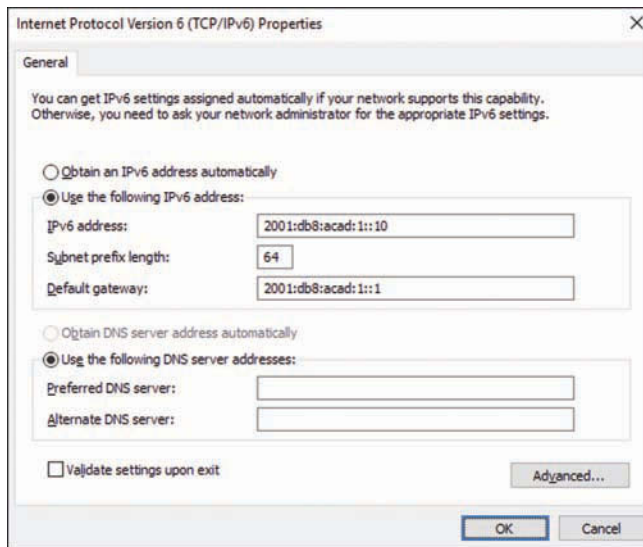 Internet Protocol Version 6 (TCP/IPv6) Properties
General
You can get IPv6 settings assigned automatically if your network supports this capability.
Otherwise, you need to ask your network administrator for the appropriate IPv6 settings.
Obtain an IPv6 address automatically
Use the following IPv6 address:
IPv6 address: 2001:db8:acad:1::10
Subnet prefix length: 64
Default gateway: 2001:db8:acad:1::1
Obtain DNS server address automatically
Use the following DNS server addresses:
Preferred DNS server:
Alternate DNS server:
Validate settings upon exit
Advanced...
OK Cancel